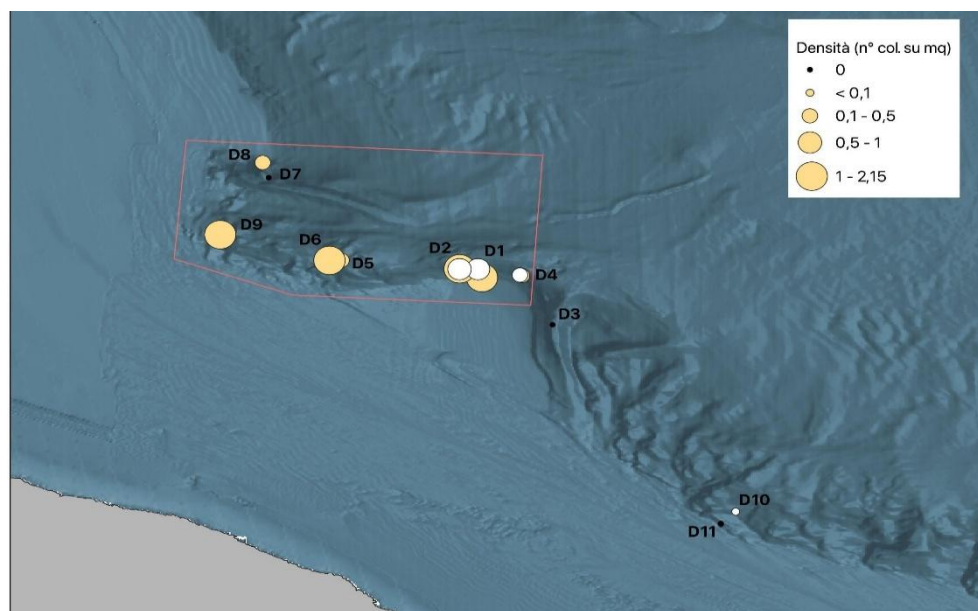 Densità (n° col. su mq)
0
< 0,1
0,1 - 0,5
0,5 - 1
1 - 2,15
D8
D7
D9
D6
D5
D2
D1
D4
D3
D10
D11